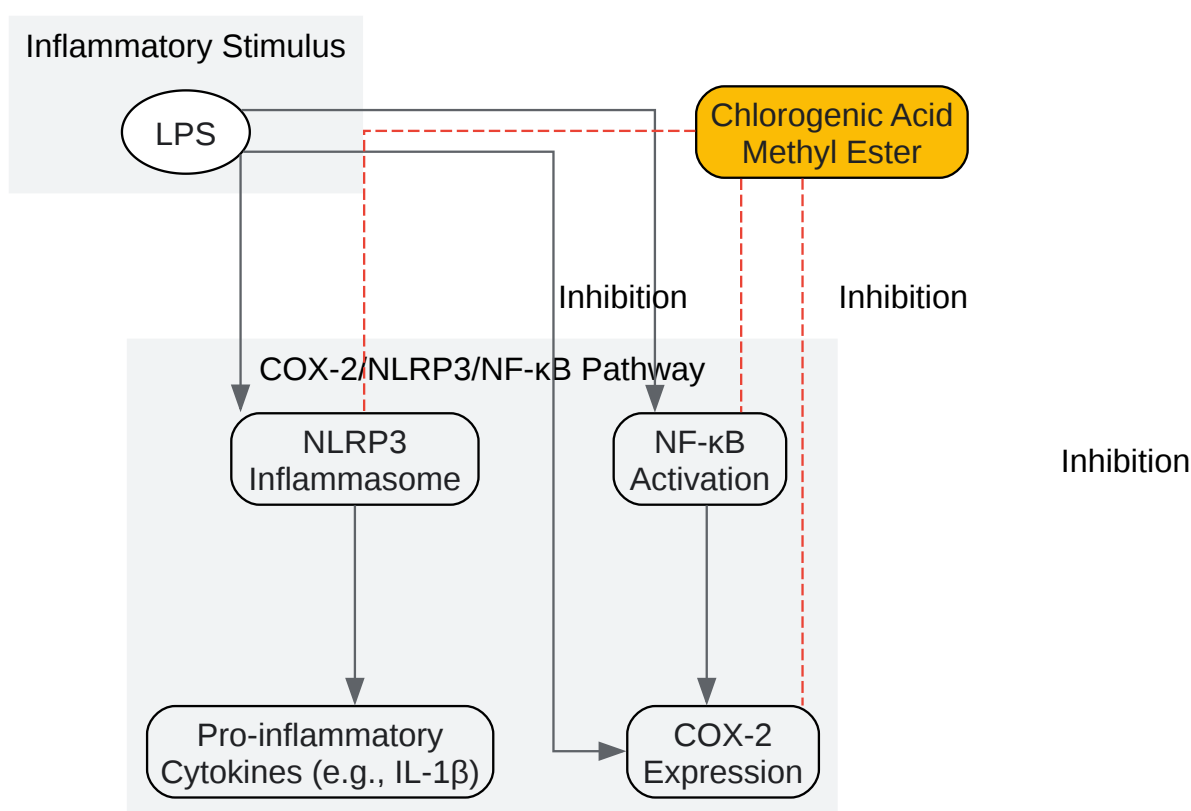 Inflammatory Stimulus
LPS
Chlorogenic Acid
Methyl Ester
Inhibition
Inhibition
COX-2/NLRP3/NF-κB Pathway
NLRP3
Inflammasome
NF-κB
Activation
Inhibition
Pro-inflammatory
Cytokines (e.g., IL-1β)
COX-2
Expression